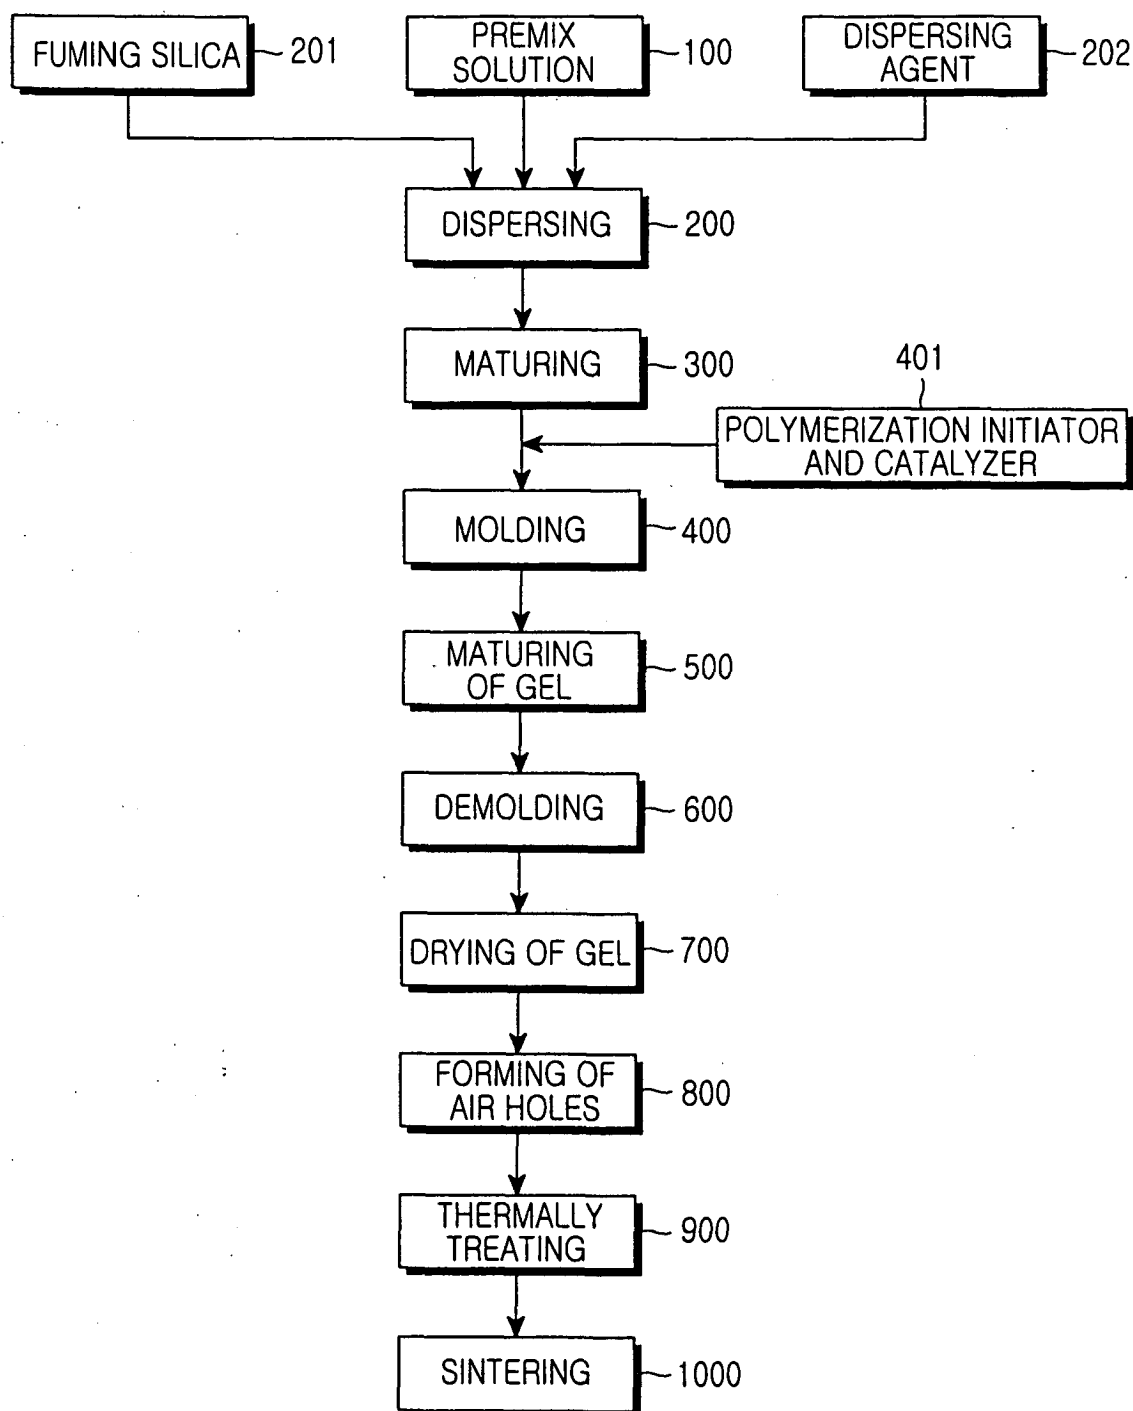 FUMING SILICA
201
PREMIX
SOLUTION
100
DISPERSING
AGENT
202
DISPERSING
200
MATURING
300
401
POLYMERIZATION INITIATOR
AND CATALYZER
MOLDING
400
MATURING
OF GEL
500
DEMOLDING
600
DRYING OF GEL
700
FORMING OF
AIR HOLES
800
THERMALLY
TREATING
900
SINTERING
1000